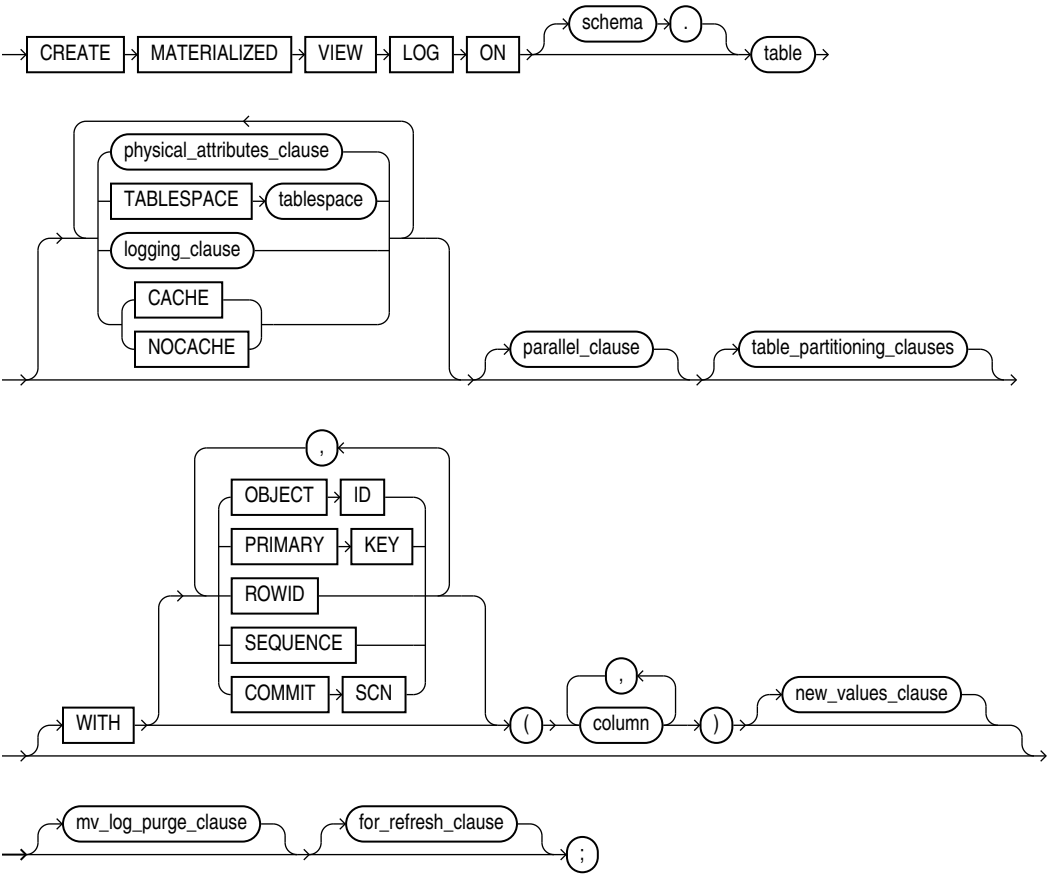 schema .
CREATE MATERIALIZED VIEW LOG ON table
physical_attributes_clause
TABLESPACE tablespace
logging_clause
CACHE
NOCACHE
parallel_clause table_partitioning_clauses
,
OBJECT ID
PRIMARY KEY
ROWID
SEQUENCE
COMMIT SCN
,
new_values_clause
WITH ( column )
mv_log_purge_clause for_refresh_clause
;